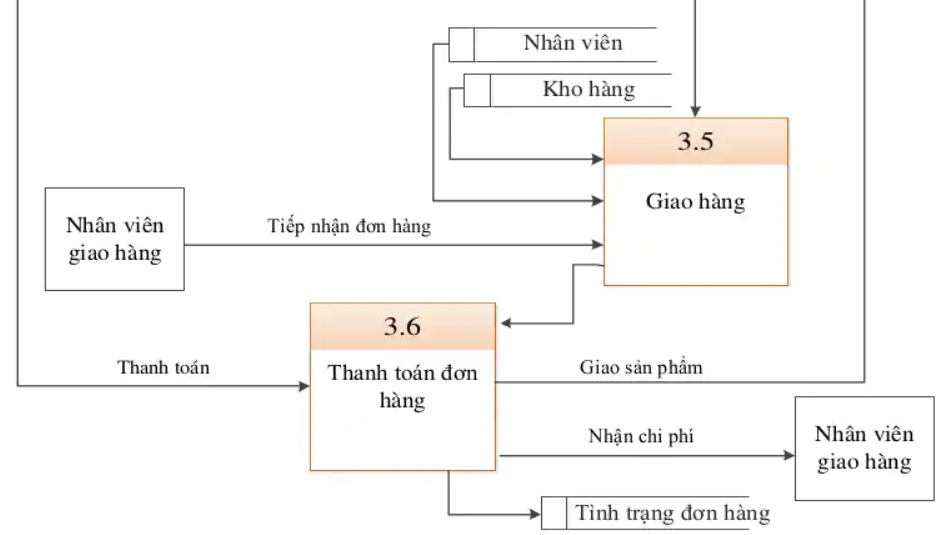 Nhân viên
Kho hàng
3.5
Giao hàng
Nhân viên
giao hàng
Tiếp nhận đơn hàng
3.6
Thanh toán đơn
hàng
Thanh toán
Giao sản phẩm
Nhận chi phí
Nhân viên
giao hàng
Tình trạng đơn hàng